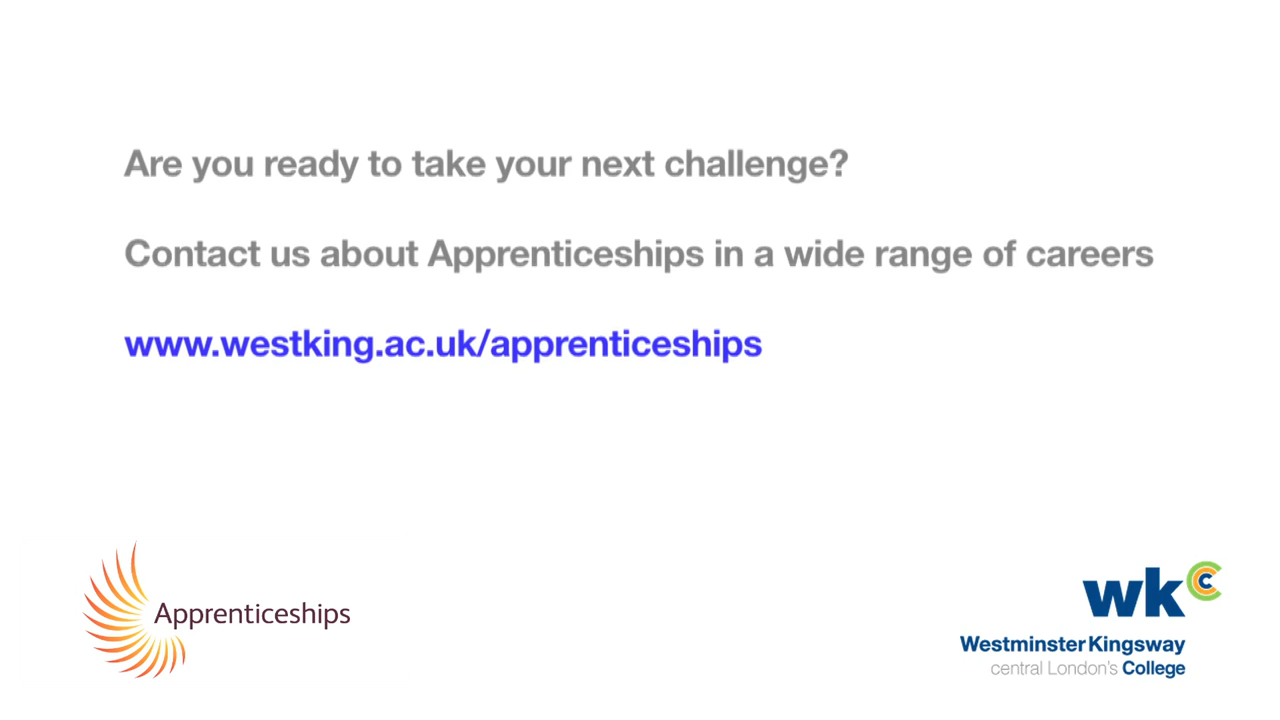 Are you ready to take your next challenge?
Contact us about Apprenticeships in a wide range of careers
www.westking.ac.uk/apprenticeships
Apprenticeships
wkc
Westminster Kingsway
central London's College